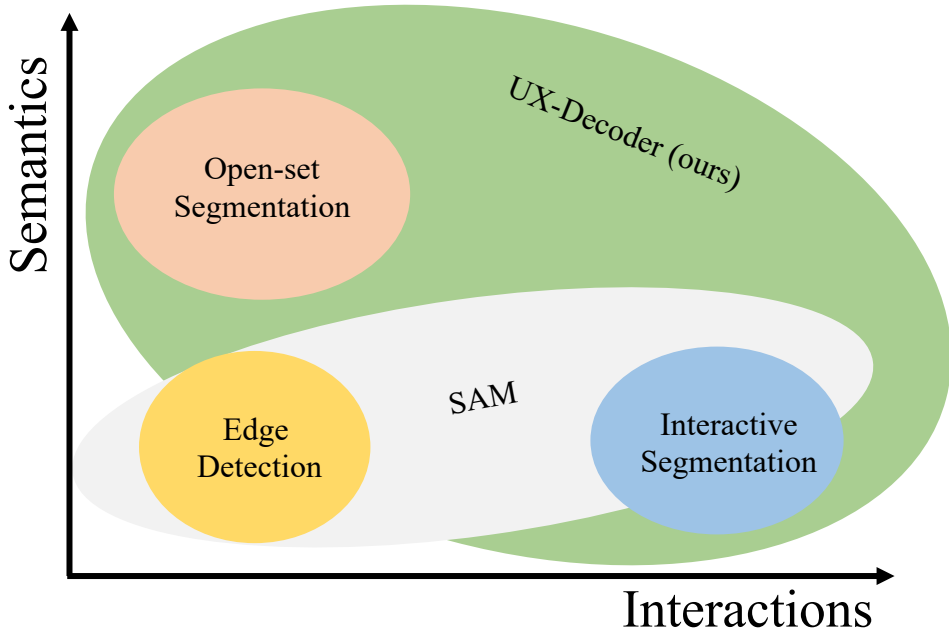 Semantics
UX-Decoder (ours)
Open-set
Segmentation
SAM
Edge
Detection
Interactive
Segmentation
Interactions